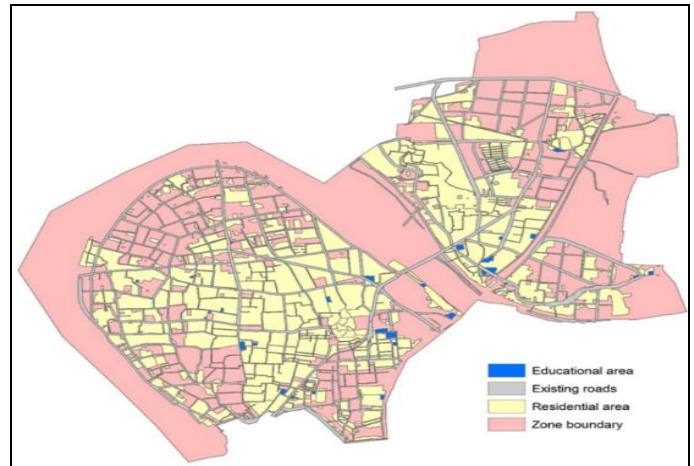 Educational area
Existing roads
Residential area
Zone boundary